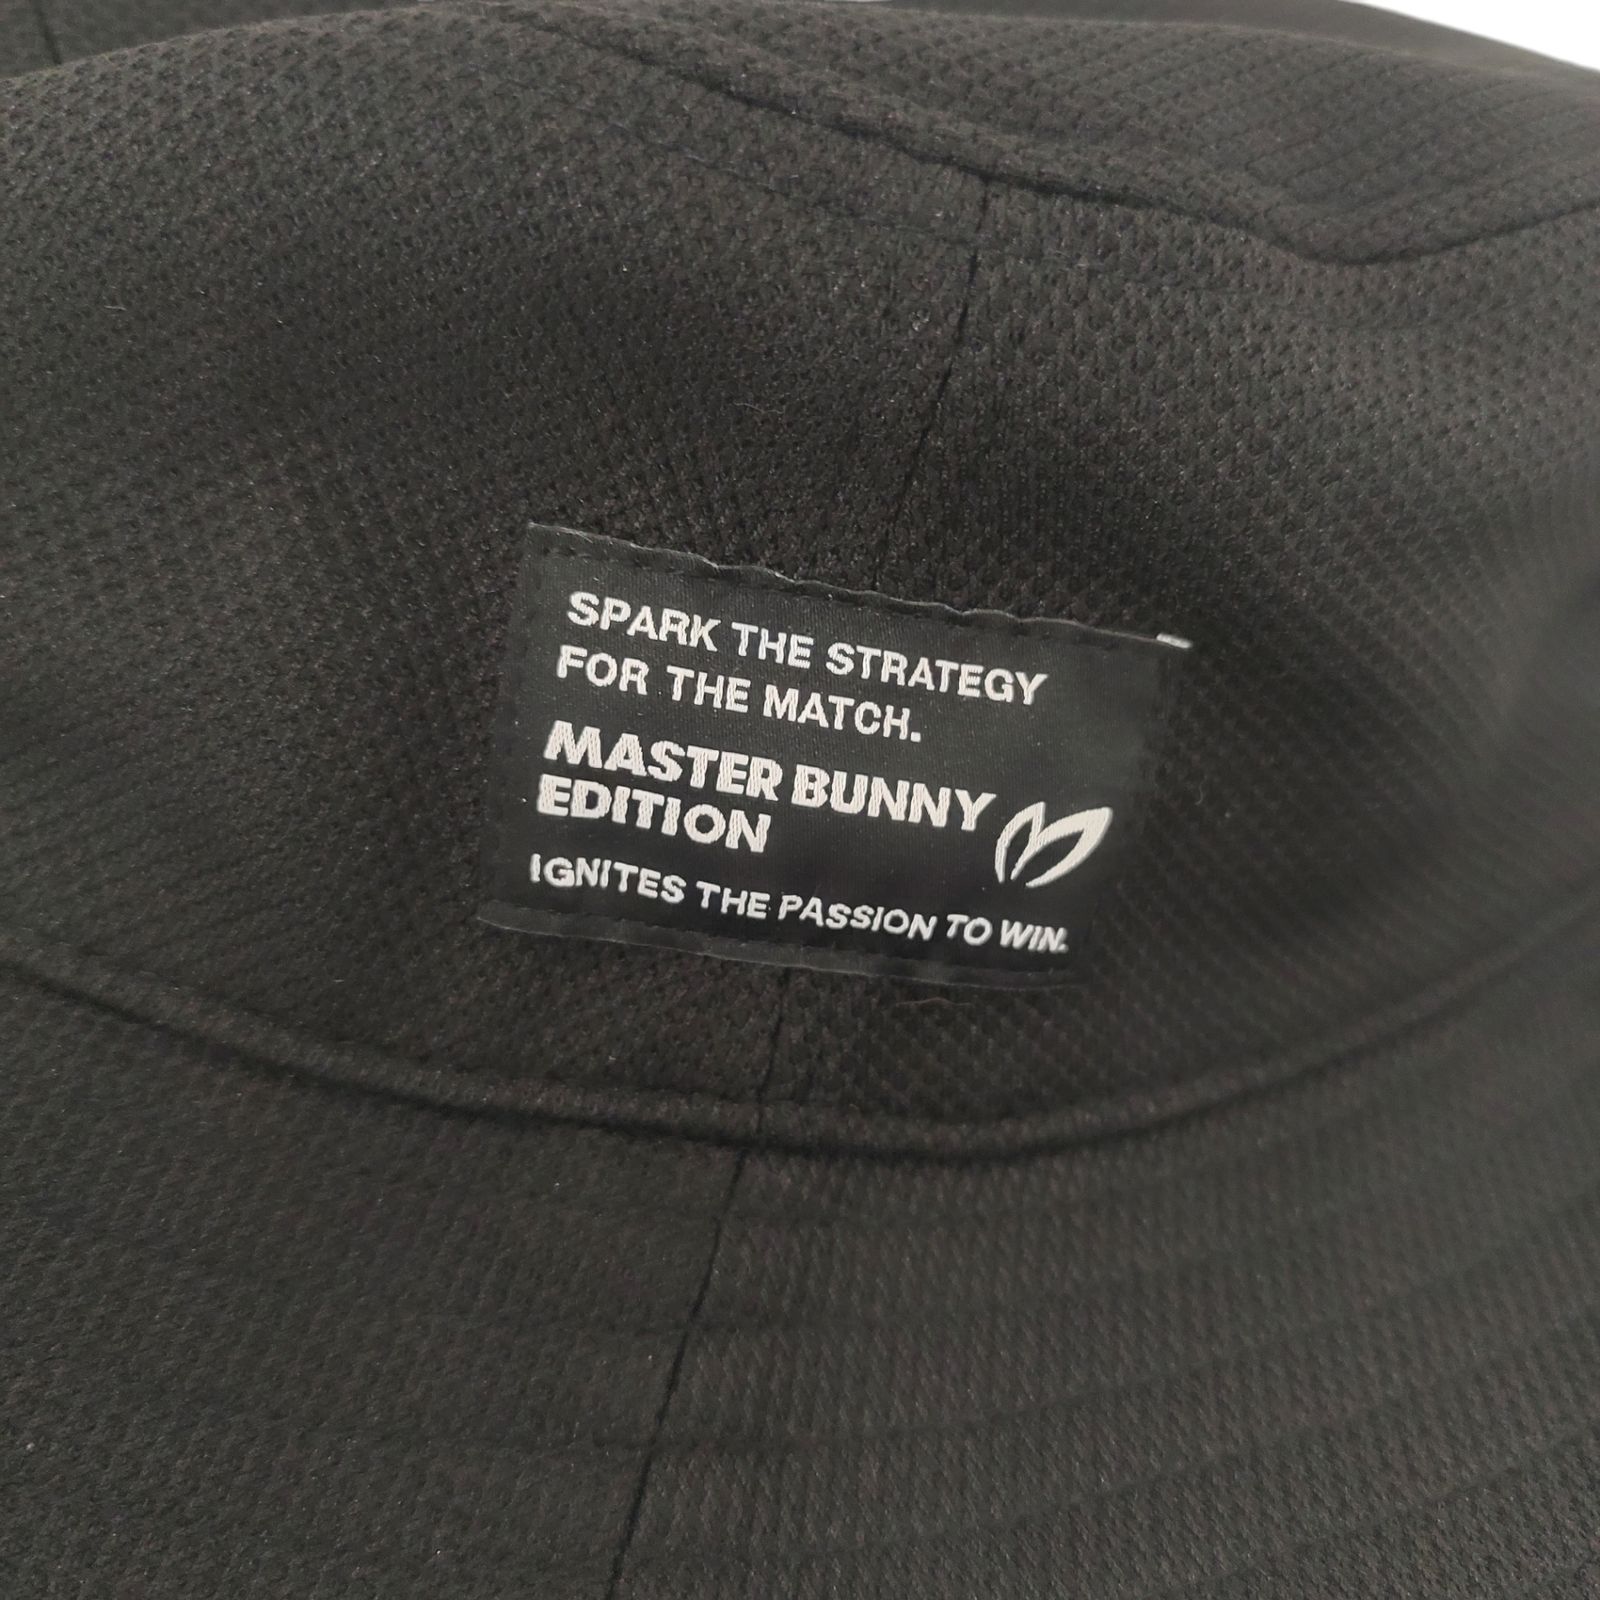 SPARK THE STRATEGY
FOR THE MATCH.
MASTER BUNNY
EDITION
IGNITES THE PASSION TO WIN.